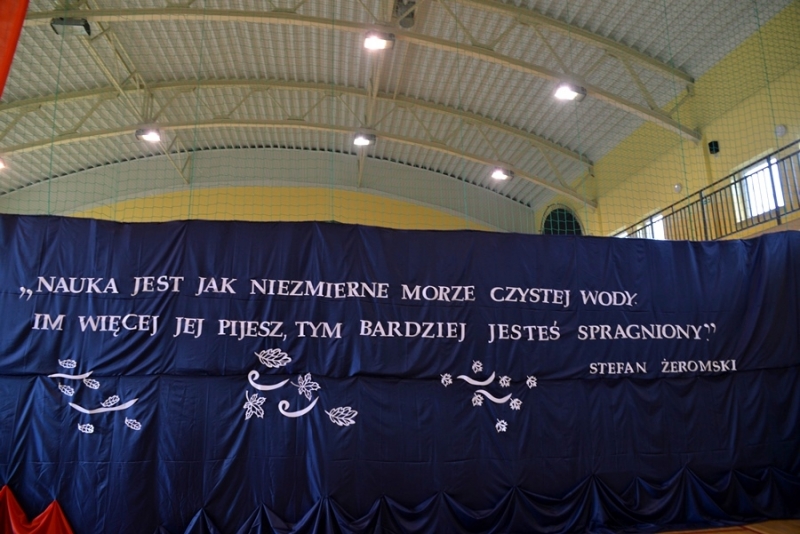 „NAUKA JEST JAK NIEZMIERNE MORZE CZYSTEJ WODY.
IM WIĘCEJ JEJ PIJESZ, TYM BARDZIEJ JESTEŚ SPRAGNIONY.”
STEFAN ŻEROMSKI